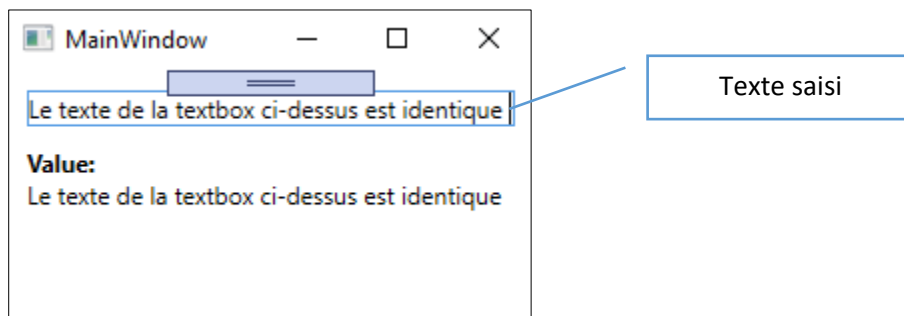 MainWindow
Le texte de la textbox ci-dessus est identique
Texte saisi
Value:
Le texte de la textbox ci-dessus est identique